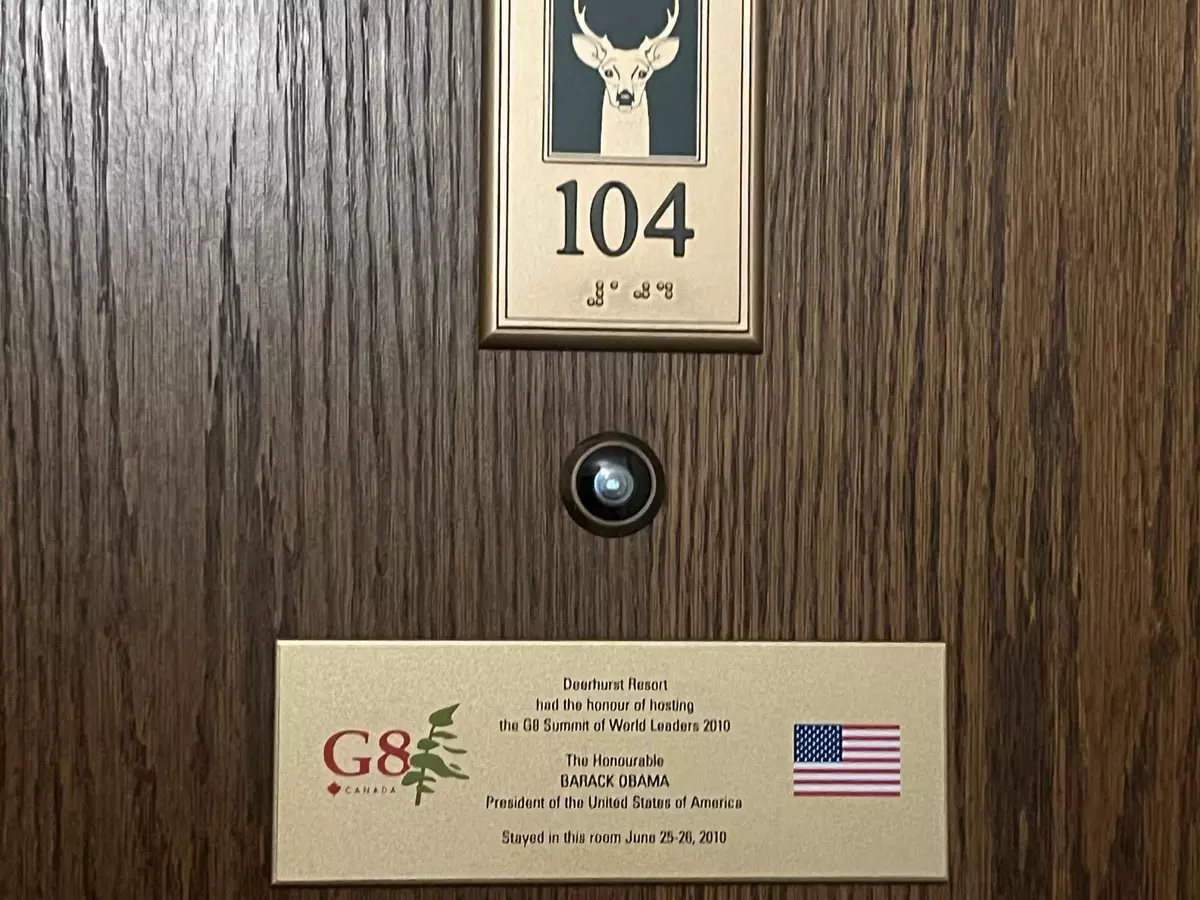 104
⠼⠁⠚⠙
G8
CANADA
Deerhurst Resort
had the honour of hosting
the G8 Summit of World Leaders 2010
The Honourable
BARACK OBAMA
President of the United States of America
Stayed in this room June 25-26, 2010